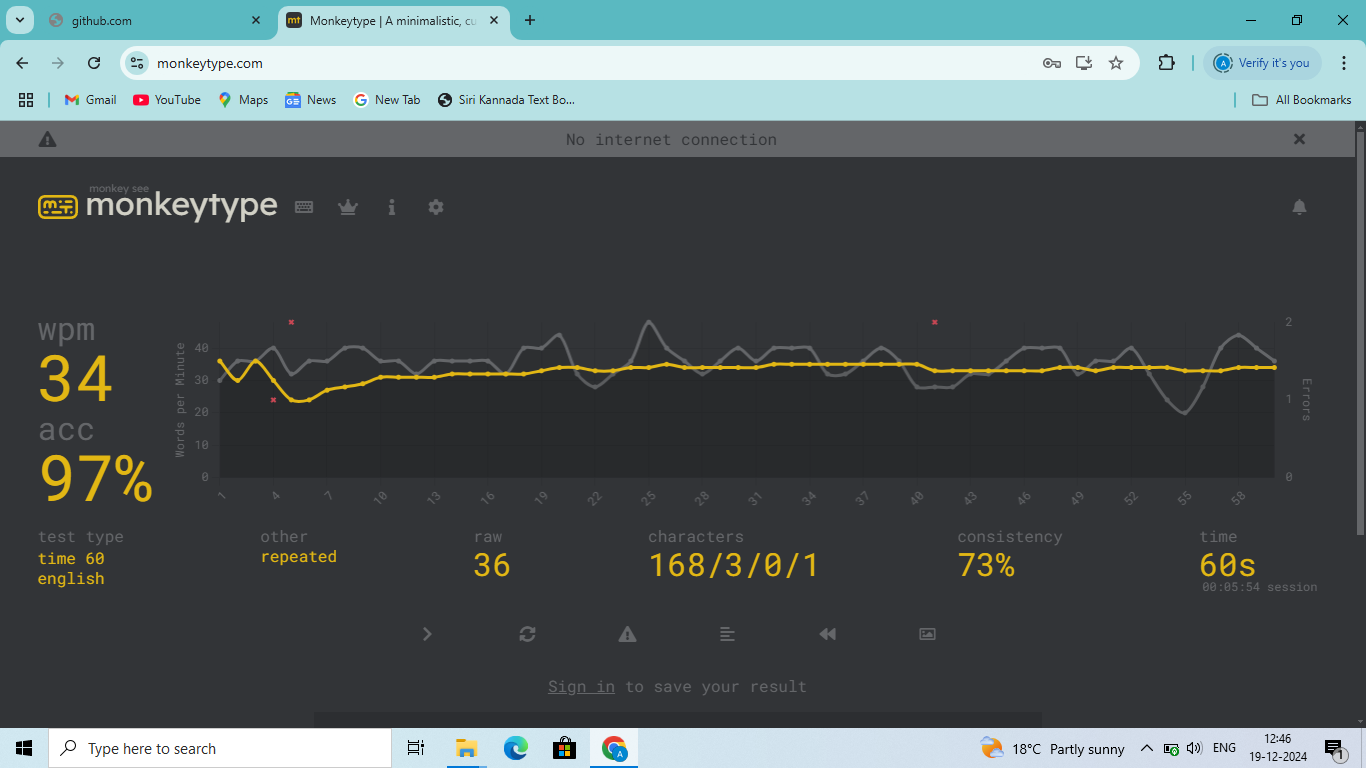 github.com
Monkeytype | A minimalistic, cu
monkeytype.com
Verify it's you
Gmail
YouTube
Maps
News
New Tab
Siri Kannada Text Bo...
All Bookmarks
No internet connection
monkey see
monkeytype
wpm
34
acc
97%
Words per Minute
40
30
20
10
0
1 4 7 10 13 16 19 22 25 28 31 34 37 40 43 46 49 52 55 58
2
1
0
Errors
test type
time 60
english
other
repeated
raw
36
characters
168/3/0/1
consistency
73%
time
60s
00:05:54 session
Sign in to save your result
Type here to search
18°C Partly sunny
ENG
12:46
19-12-2024
1